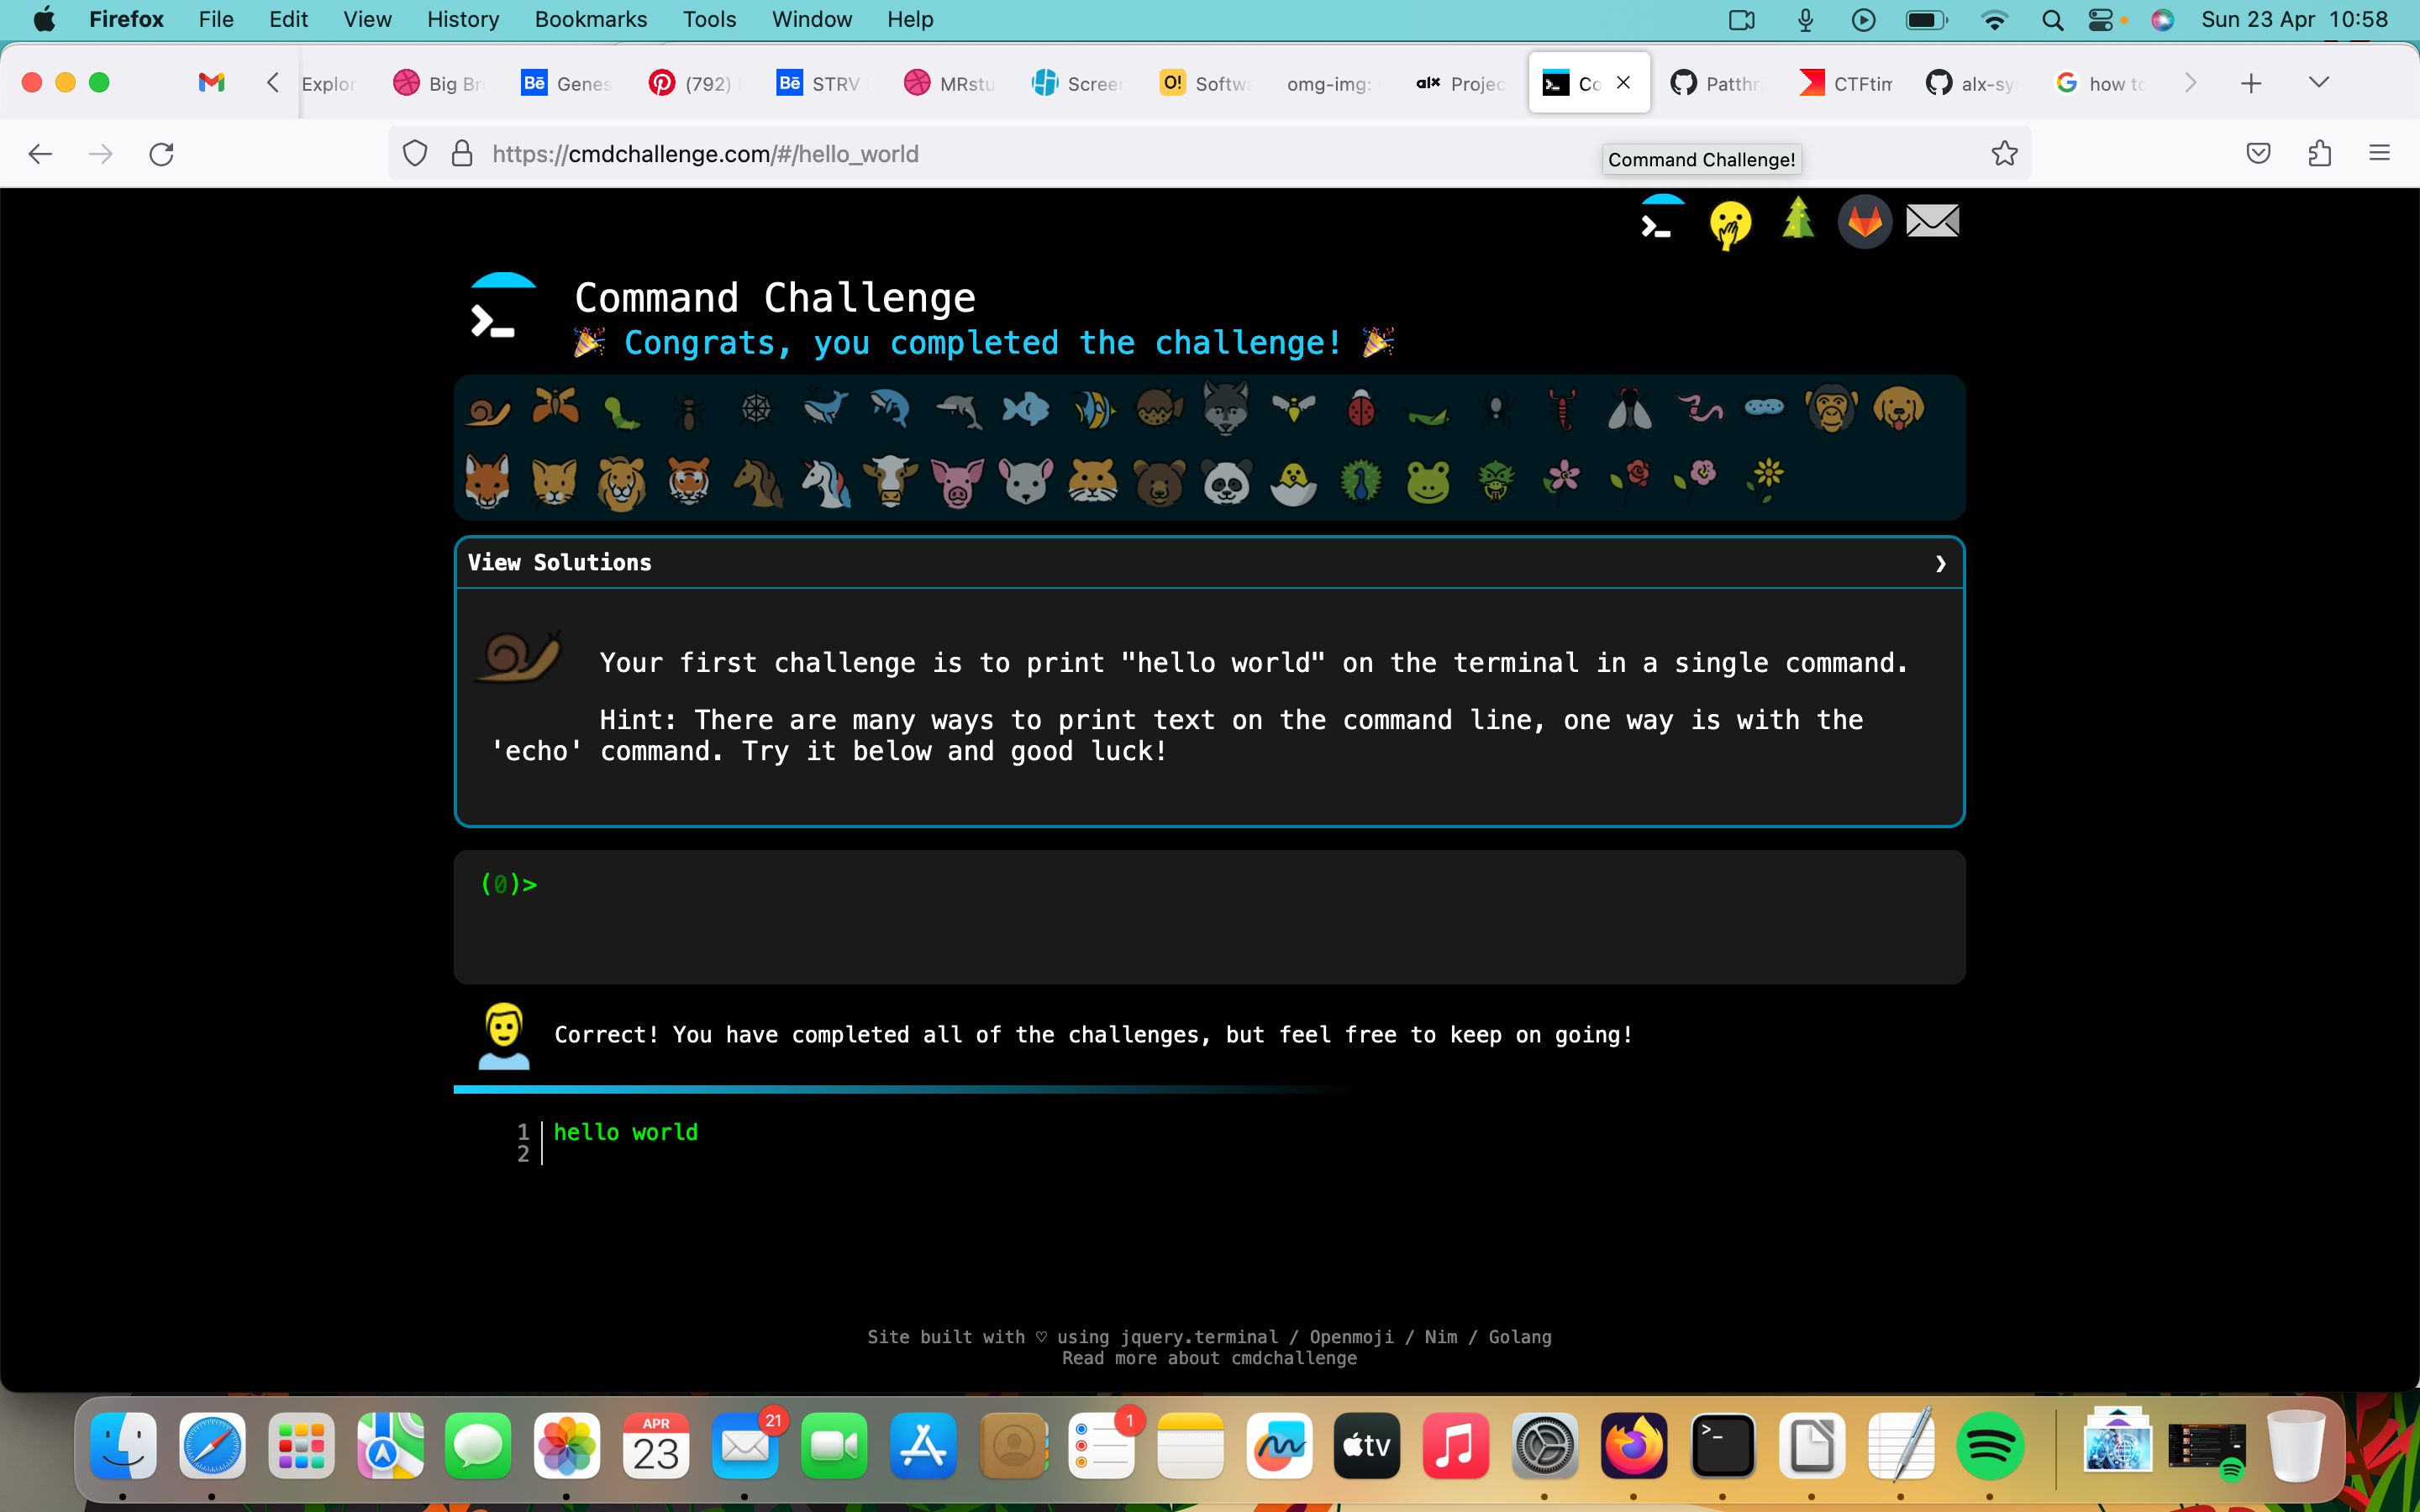 Firefox File Edit View History Bookmarks Tools Window Help Sun 23 Apr 10:58
Explor Big Br Bē Genes (792) Bē STRV MRstu Screer O! Softwa omg-img: alx Projec Co Patthr CTFtim alx-sy how to
https://cmdchallenge.com/#/hello_world
Command Challenge!
Command Challenge
Congrats, you completed the challenge!
View Solutions
Your first challenge is to print "hello world" on the terminal in a single command.
Hint: There are many ways to print text on the command line, one way is with the
'echo' command. Try it below and good luck!
(0)>
Correct! You have completed all of the challenges, but feel free to keep on going!
1 hello world
2
Site built with ♡ using jquery.terminal / Openmoji / Nim / Golang
Read more about cmdchallenge
APR
23
21
1
tv